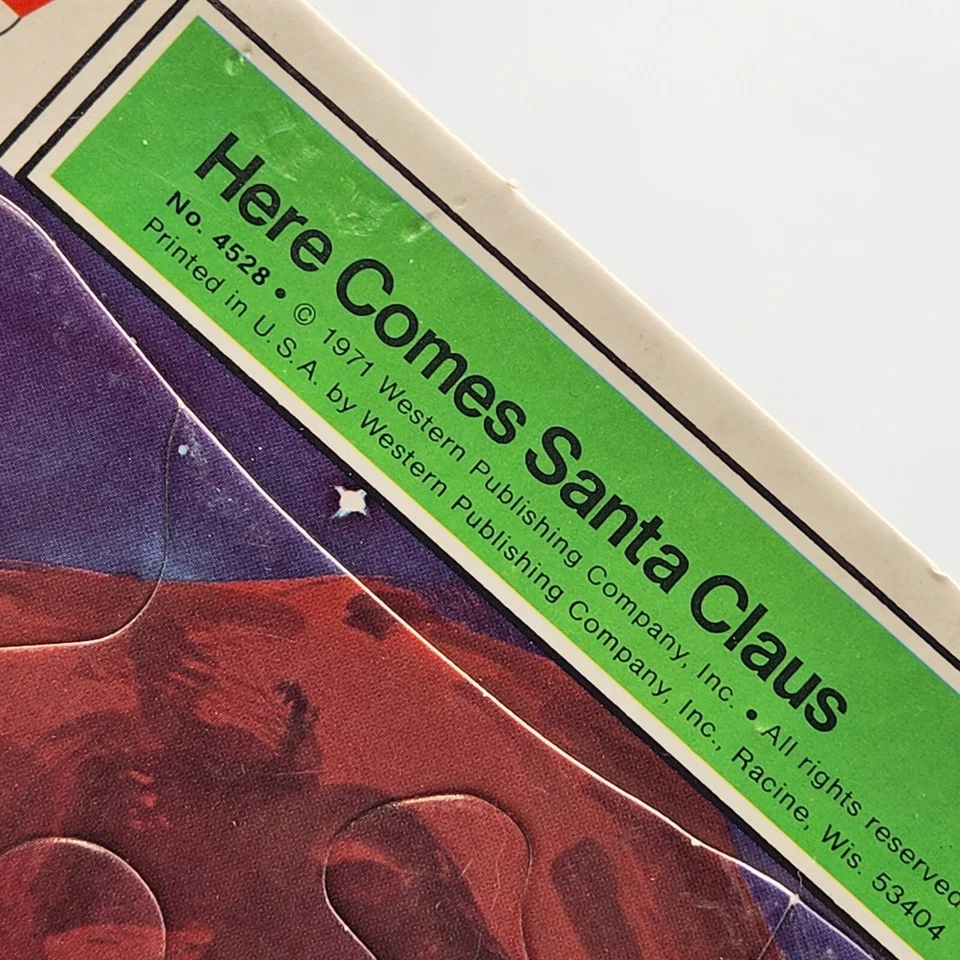 Here Comes Santa Claus
No. 4528 • © 1971 Western Publishing Company, Inc. • All rights reserved
Printed in U.S.A. by Western Publishing Company, Inc., Racine, Wis. 53404